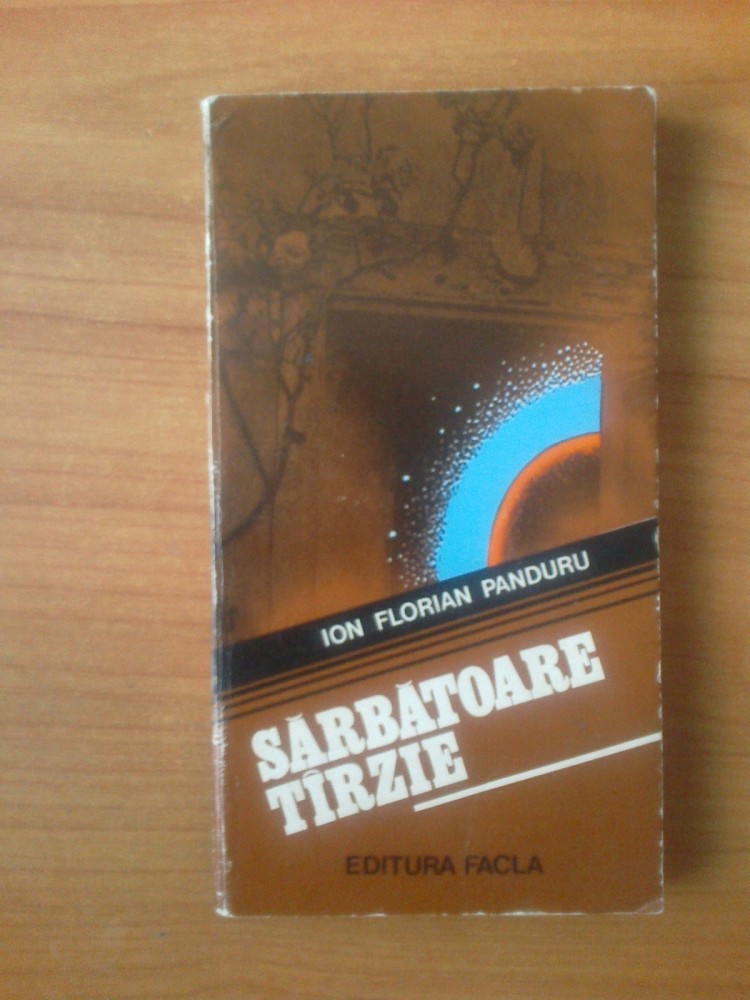 ION FLORIAN PANDURU
SĂRBĂTOARE
TÎRZIE
EDITURA FACLA